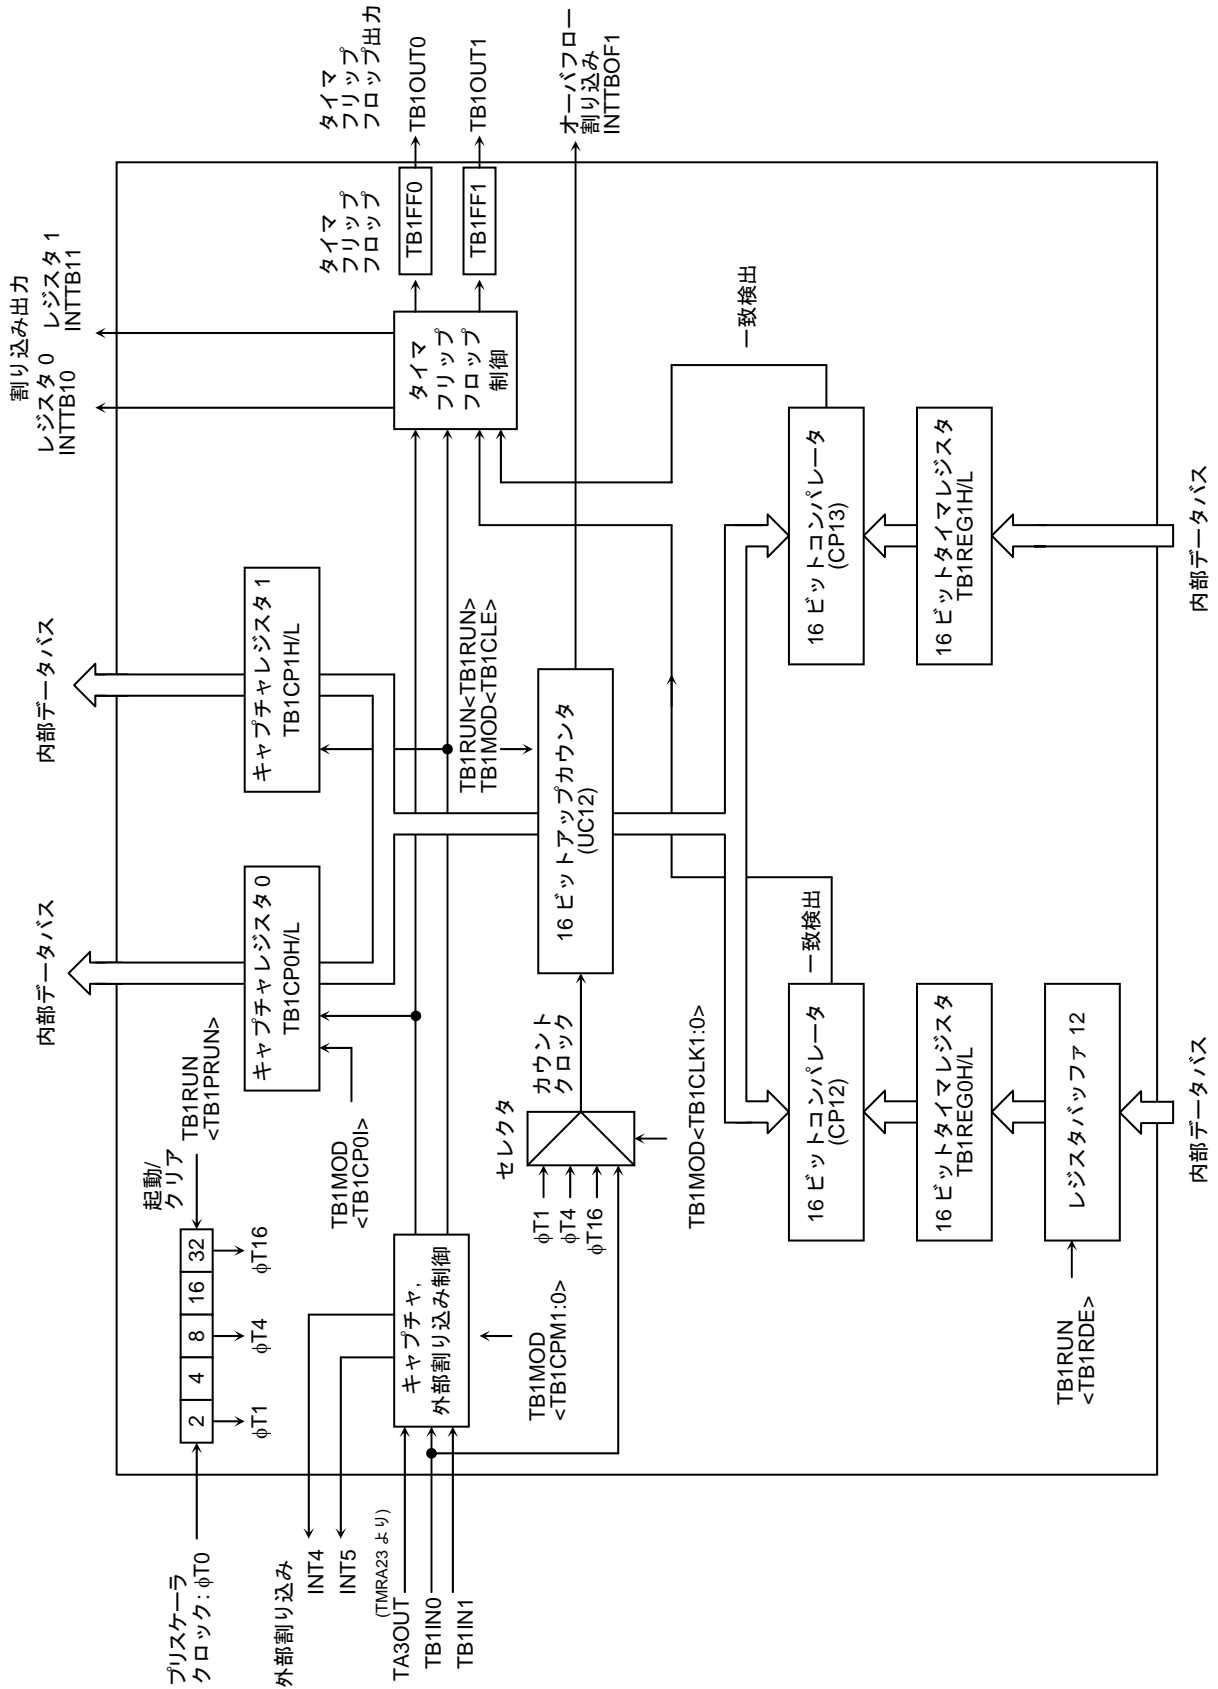 プリスケーラ
クロック: φT0
2
4
8
16
32
φT1
φT4
φT16
起動/
クリア
TB1RUN
<TB1PRUN>
内部データバス
内部データバス
割り込み出力
レジスタ 0
INTTB10
レジスタ 1
INTTB11
外部割り込み
INT4
INT5
(TMRA23 より)
TA3OUT
TB1IN0
TB1IN1
キャプチャ,
外部割り込み制御
TB1MOD
<TB1CPM1:0>
TB1MOD
<TB1CP0I>
キャプチャレジスタ 0
TB1CP0H/L
キャプチャレジスタ 1
TB1CP1H/L
TB1RUN<TB1RUN>
TB1MOD<TB1CLE>
タイマ
フリップ
フロップ
制御
タイマ
フリップ
フロップ
TB1FF0
TB1FF1
タイマ
フリップ
フロップ出力
TB1OUT0
TB1OUT1
セレクタ
φT1
φT4
φT16
カウント
クロック
TB1MOD<TB1CLK1:0>
16 ビットアップカウンタ
(UC12)
オーバフロー
割り込み
INTTBOF1
一致検出
一致検出
16 ビットコンパレータ
(CP12)
16 ビットコンパレータ
(CP13)
16 ビットタイマレジスタ
TB1REG0H/L
16 ビットタイマレジスタ
TB1REG1H/L
レジスタバッファ 12
TB1RUN
<TB1RDE>
内部データバス
内部データバス